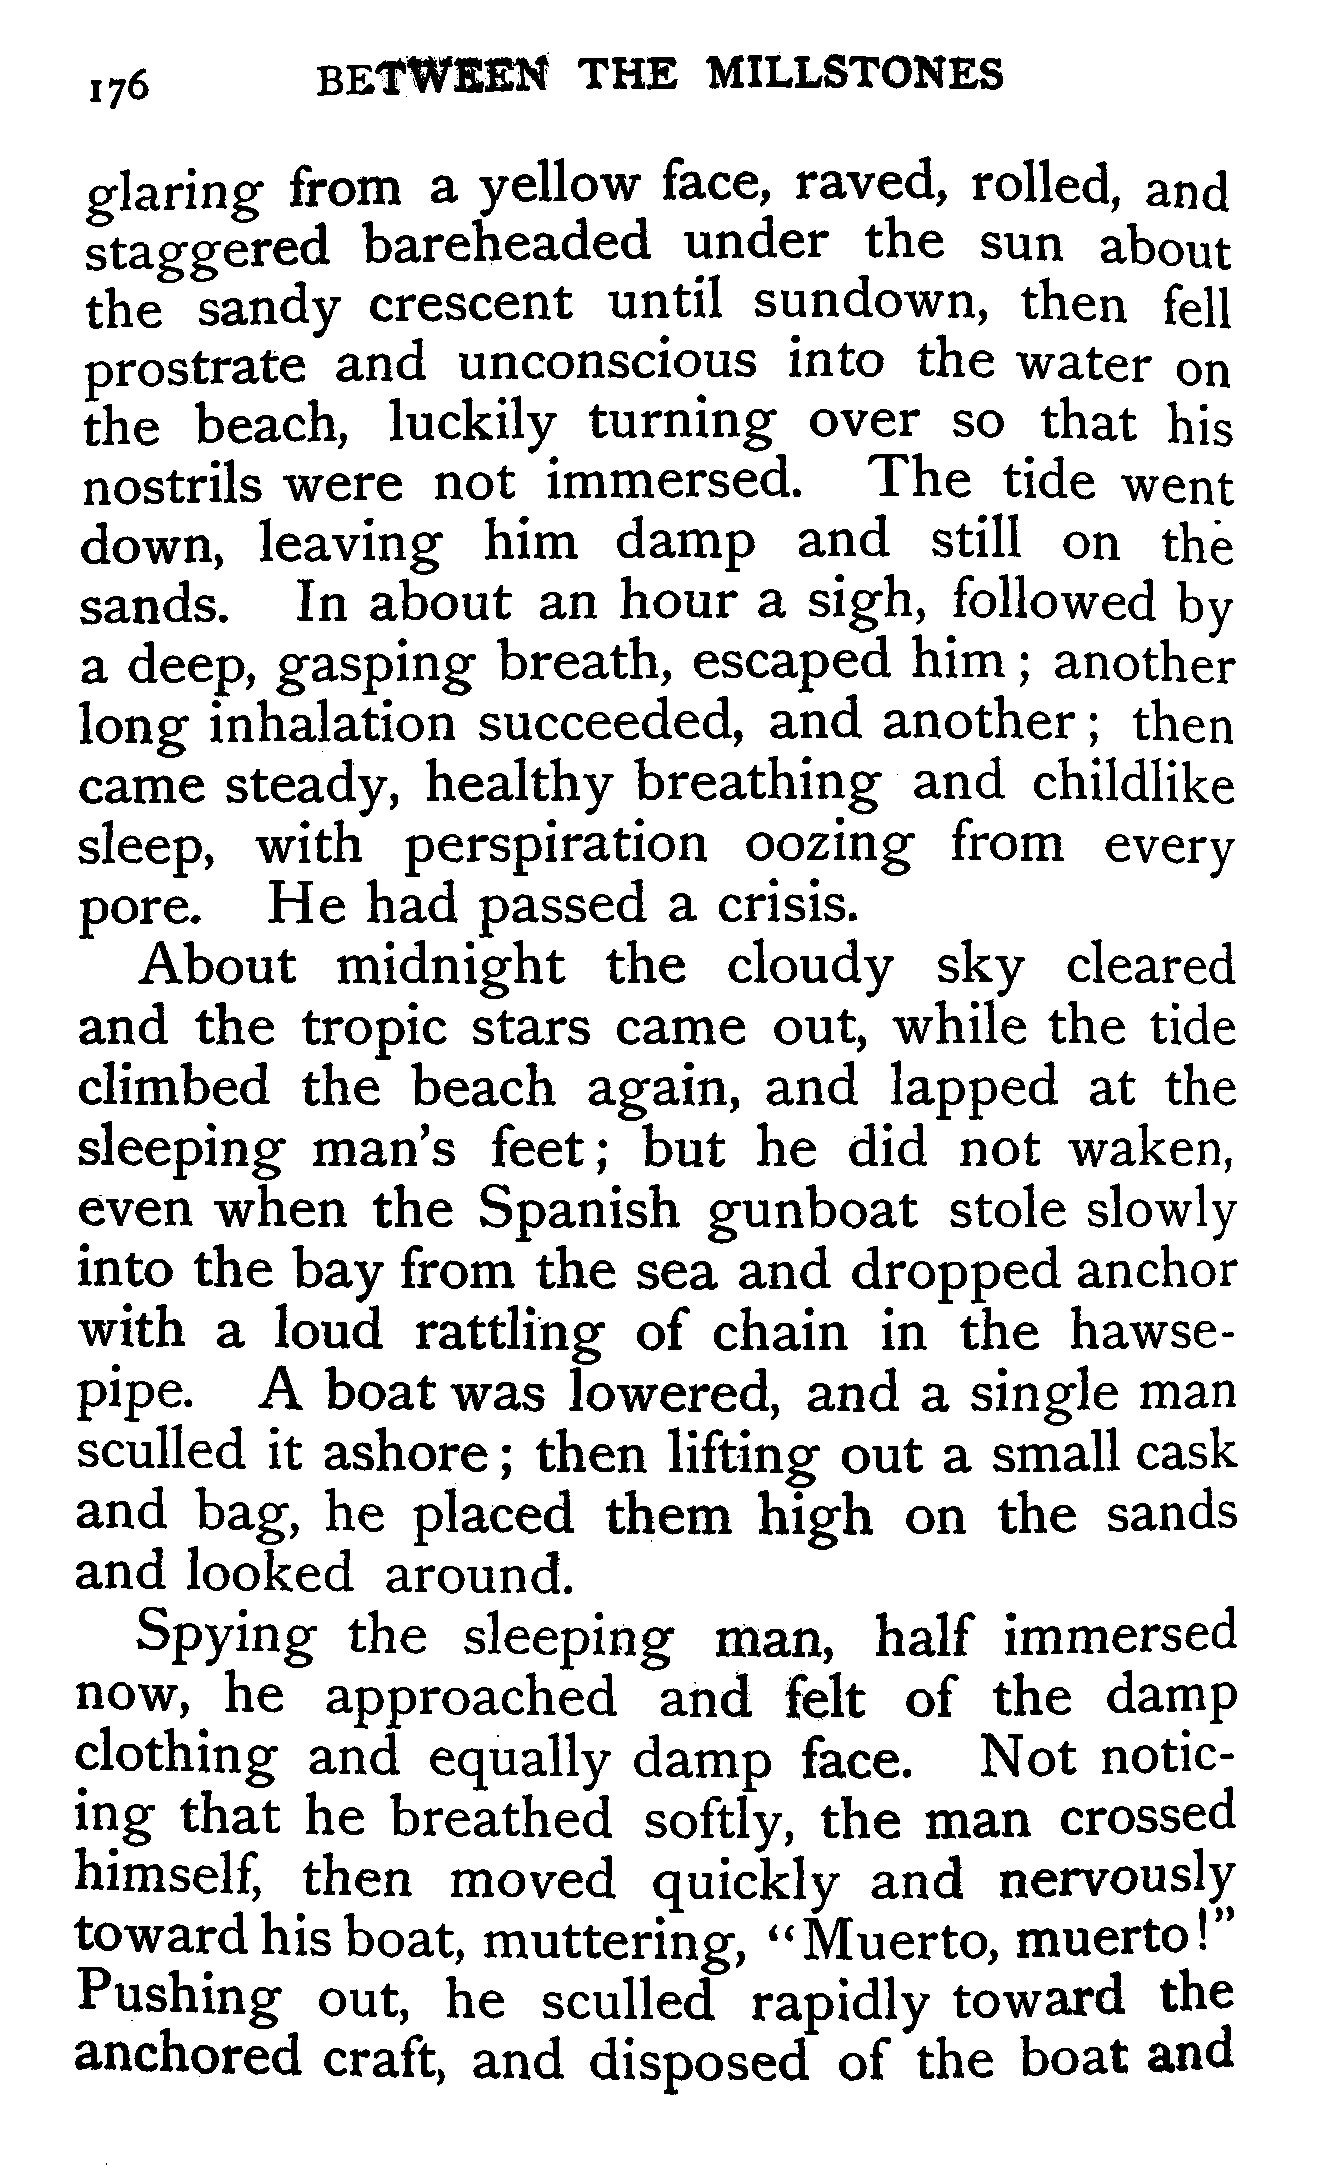 176 BETWEEN THE MILLSTONES
glaring from a yellow face, raved, rolled, and
staggered bareheaded under the sun about
the sandy crescent until sundown, then fell
prostrate and unconscious into the water on
the beach, luckily turning over so that his
nostrils were not immersed. The tide went
down, leaving him damp and still on the
sands. In about an hour a sigh, followed by
a deep, gasping breath, escaped him; another
long inhalation succeeded, and another; then
came steady, healthy breathing and childlike
sleep, with perspiration oozing from every
pore. He had passed a crisis.
About midnight the cloudy sky cleared
and the tropic stars came out, while the tide
climbed the beach again, and lapped at the
sleeping man's feet; but he did not waken,
even when the Spanish gunboat stole slowly
into the bay from the sea and dropped anchor
with a loud rattling of chain in the hawse-
pipe. A boat was lowered, and a single man
sculled it ashore; then lifting out a small cask
and bag, he placed them high on the sands
and looked around.
Spying the sleeping man, half immersed
now, he approached and felt of the damp
clothing and equally damp face. Not notic-
ing that he breathed softly, the man crossed
himself, then moved quickly and nervously
toward his boat, muttering, "Muerto, muerto!"
Pushing out, he sculled rapidly toward the
anchored craft, and disposed of the boat and